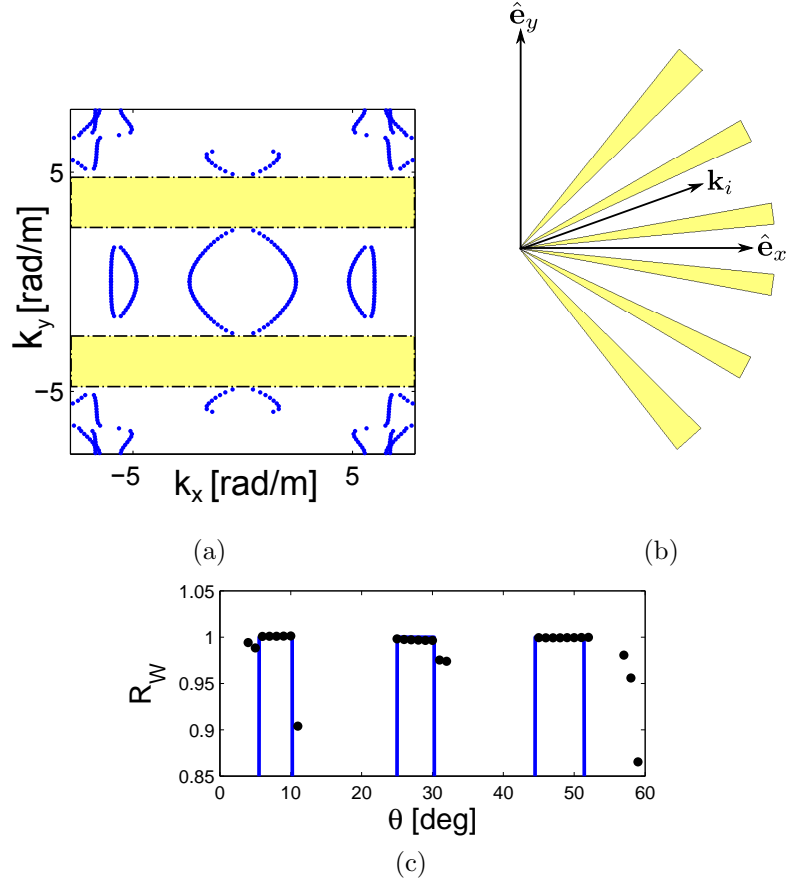 ê_y
5
k_y [rad/m]
k_i
ê_x
−5
−5
5
k_x [rad/m]
(a)
(b)
1.05
1
R_W
0.95
0.9
0.85
0
10
20
30
40
50
60
θ [deg]
(c)